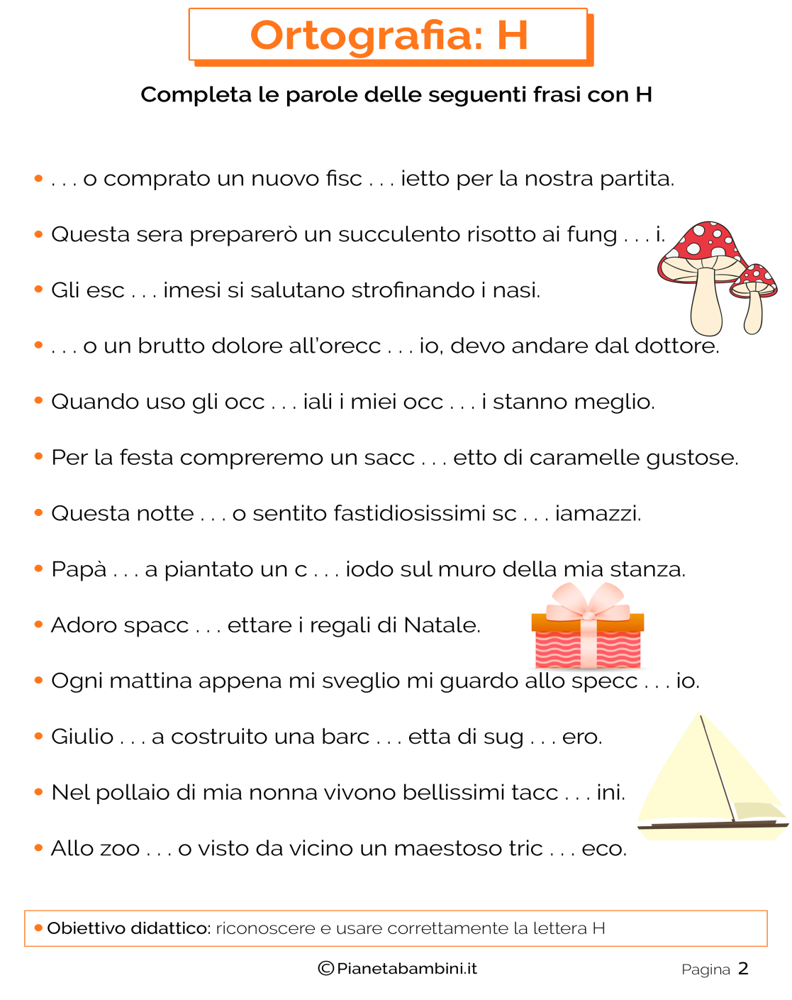 Ortografia: H
Completa le parole delle seguenti frasi con H
• . . . o comprato un nuovo fisc . . . ietto per la nostra partita.
• Questa sera preparerò un succulento risotto ai fung . . . i.
• Gli esc . . . imesi si salutano strofinando i nasi.
• . . . o un brutto dolore all’orecc . . . io, devo andare dal dottore.
• Quando uso gli occ . . . iali i miei occ . . . i stanno meglio.
• Per la festa compreremo un sacc . . . etto di caramelle gustose.
• Questa notte . . . o sentito fastidiosissimi sc . . . iamazzi.
• Papà . . . a piantato un c . . . iodo sul muro della mia stanza.
• Adoro spacc . . . ettare i regali di Natale.
• Ogni mattina appena mi sveglio mi guardo allo specc . . . io.
• Giulio . . . a costruito una barc . . . etta di sug . . . ero.
• Nel pollaio di mia nonna vivono bellissimi tacc . . . ini.
• Allo zoo . . . o visto da vicino un maestoso tric . . . eco.
• Obiettivo didattico: riconoscere e usare correttamente la lettera H
©Pianetabambini.it
Pagina 2